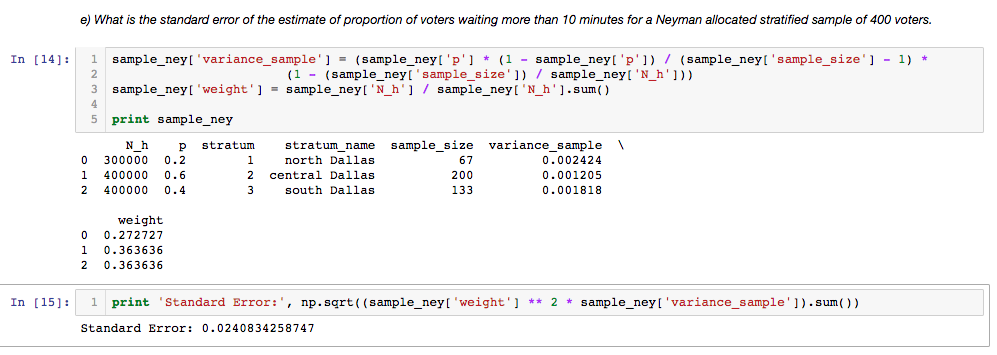 e) What is the standard error of the estimate of proportion of voters waiting more than 10 minutes for a Neyman allocated stratified sample of 400 voters.
In [14]:
1 sample_ney['variance_sample'] = (sample_ney['p'] * (1 - sample_ney['p']) / (sample_ney['sample_size'] - 1) *
2 (1 - (sample_ney['sample_size']) / sample_ney['N_h']))
3 sample_ney['weight'] = sample_ney['N_h'] / sample_ney['N_h'].sum()
4
5 print sample_ney
N_h p stratum stratum_name sample_size variance_sample \
0 300000 0.2 1 north Dallas 67 0.002424
1 400000 0.6 2 central Dallas 200 0.001205
2 400000 0.4 3 south Dallas 133 0.001818
weight
0 0.272727
1 0.363636
2 0.363636
In [15]:
1 print 'Standard Error:', np.sqrt((sample_ney['weight'] ** 2 * sample_ney['variance_sample']).sum())
Standard Error: 0.0240834258747